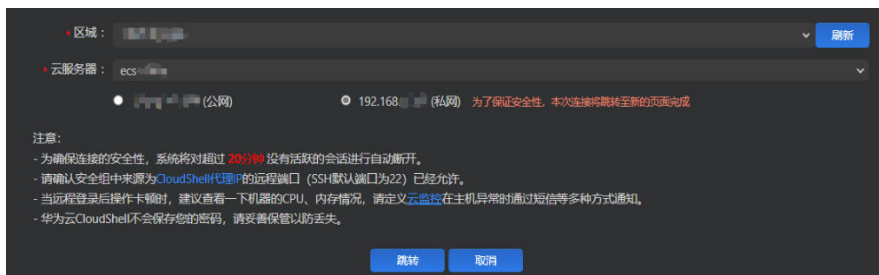 * 区域：
刷新
* 云服务器： ecs-
(公网) 192.168. (私网) 为了保证安全性，本次连接将跳转至新的页面完成
注意：
- 为确保连接的安全性，系统将对超过 20分钟 没有活跃的会话进行自动断开。
- 请确认安全组中来源为CloudShell代理IP的远程端口（SSH默认端口为22）已经允许。
- 当远程登录后操作卡顿时，建议查看一下机器的CPU、内存情况，请定义云监控在主机异常时通过短信等多种方式通知。
- 华为云CloudShell不会保存您的密码，请妥善保管以防丢失。
跳转 取消